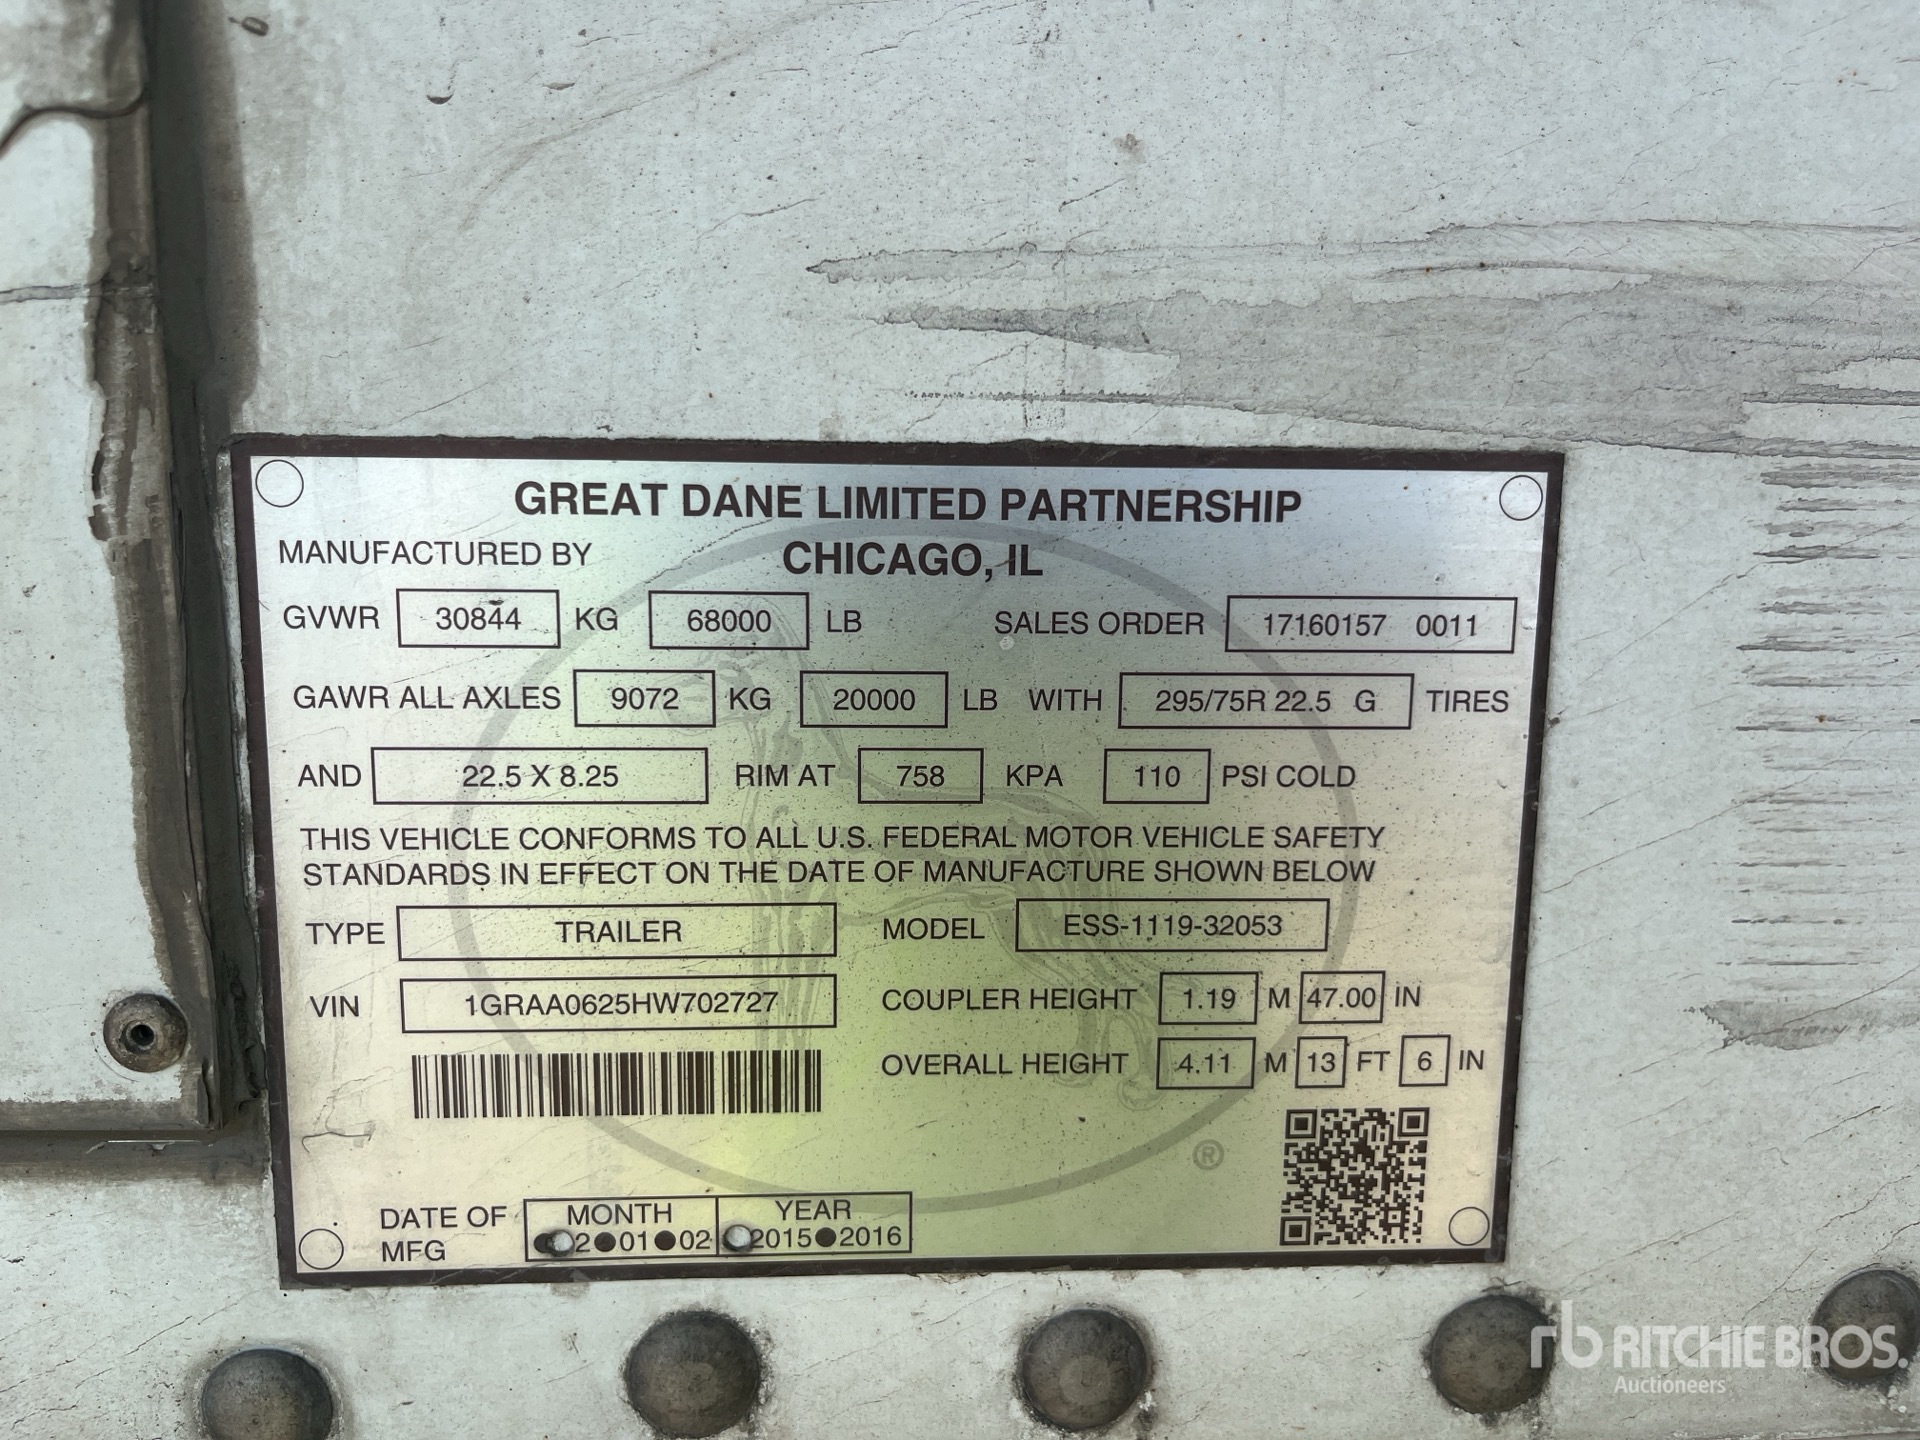 GREAT DANE LIMITED PARTNERSHIP
MANUFACTURED BY CHICAGO, IL
GVWR 30844 KG 68000 LB SALES ORDER 17160157 0011
GAWR ALL AXLES 9072 KG 20000 LB WITH 295/75R 22.5 G TIRES
AND 22.5 X 8.25 RIM AT 758 KPA 110 PSI COLD
THIS VEHICLE CONFORMS TO ALL U.S. FEDERAL MOTOR VEHICLE SAFETY
STANDARDS IN EFFECT ON THE DATE OF MANUFACTURE SHOWN BELOW
TYPE TRAILER MODEL ESS-1119-32053
VIN 1GRAA0625HW702727 COUPLER HEIGHT 1.19 M 47.00 IN
OVERALL HEIGHT 4.11 M 13 FT 6 IN
®
DATE OF MONTH YEAR
MFG 2●01●02 2015●2016
rb RITCHIE BROS.
Auctioneers